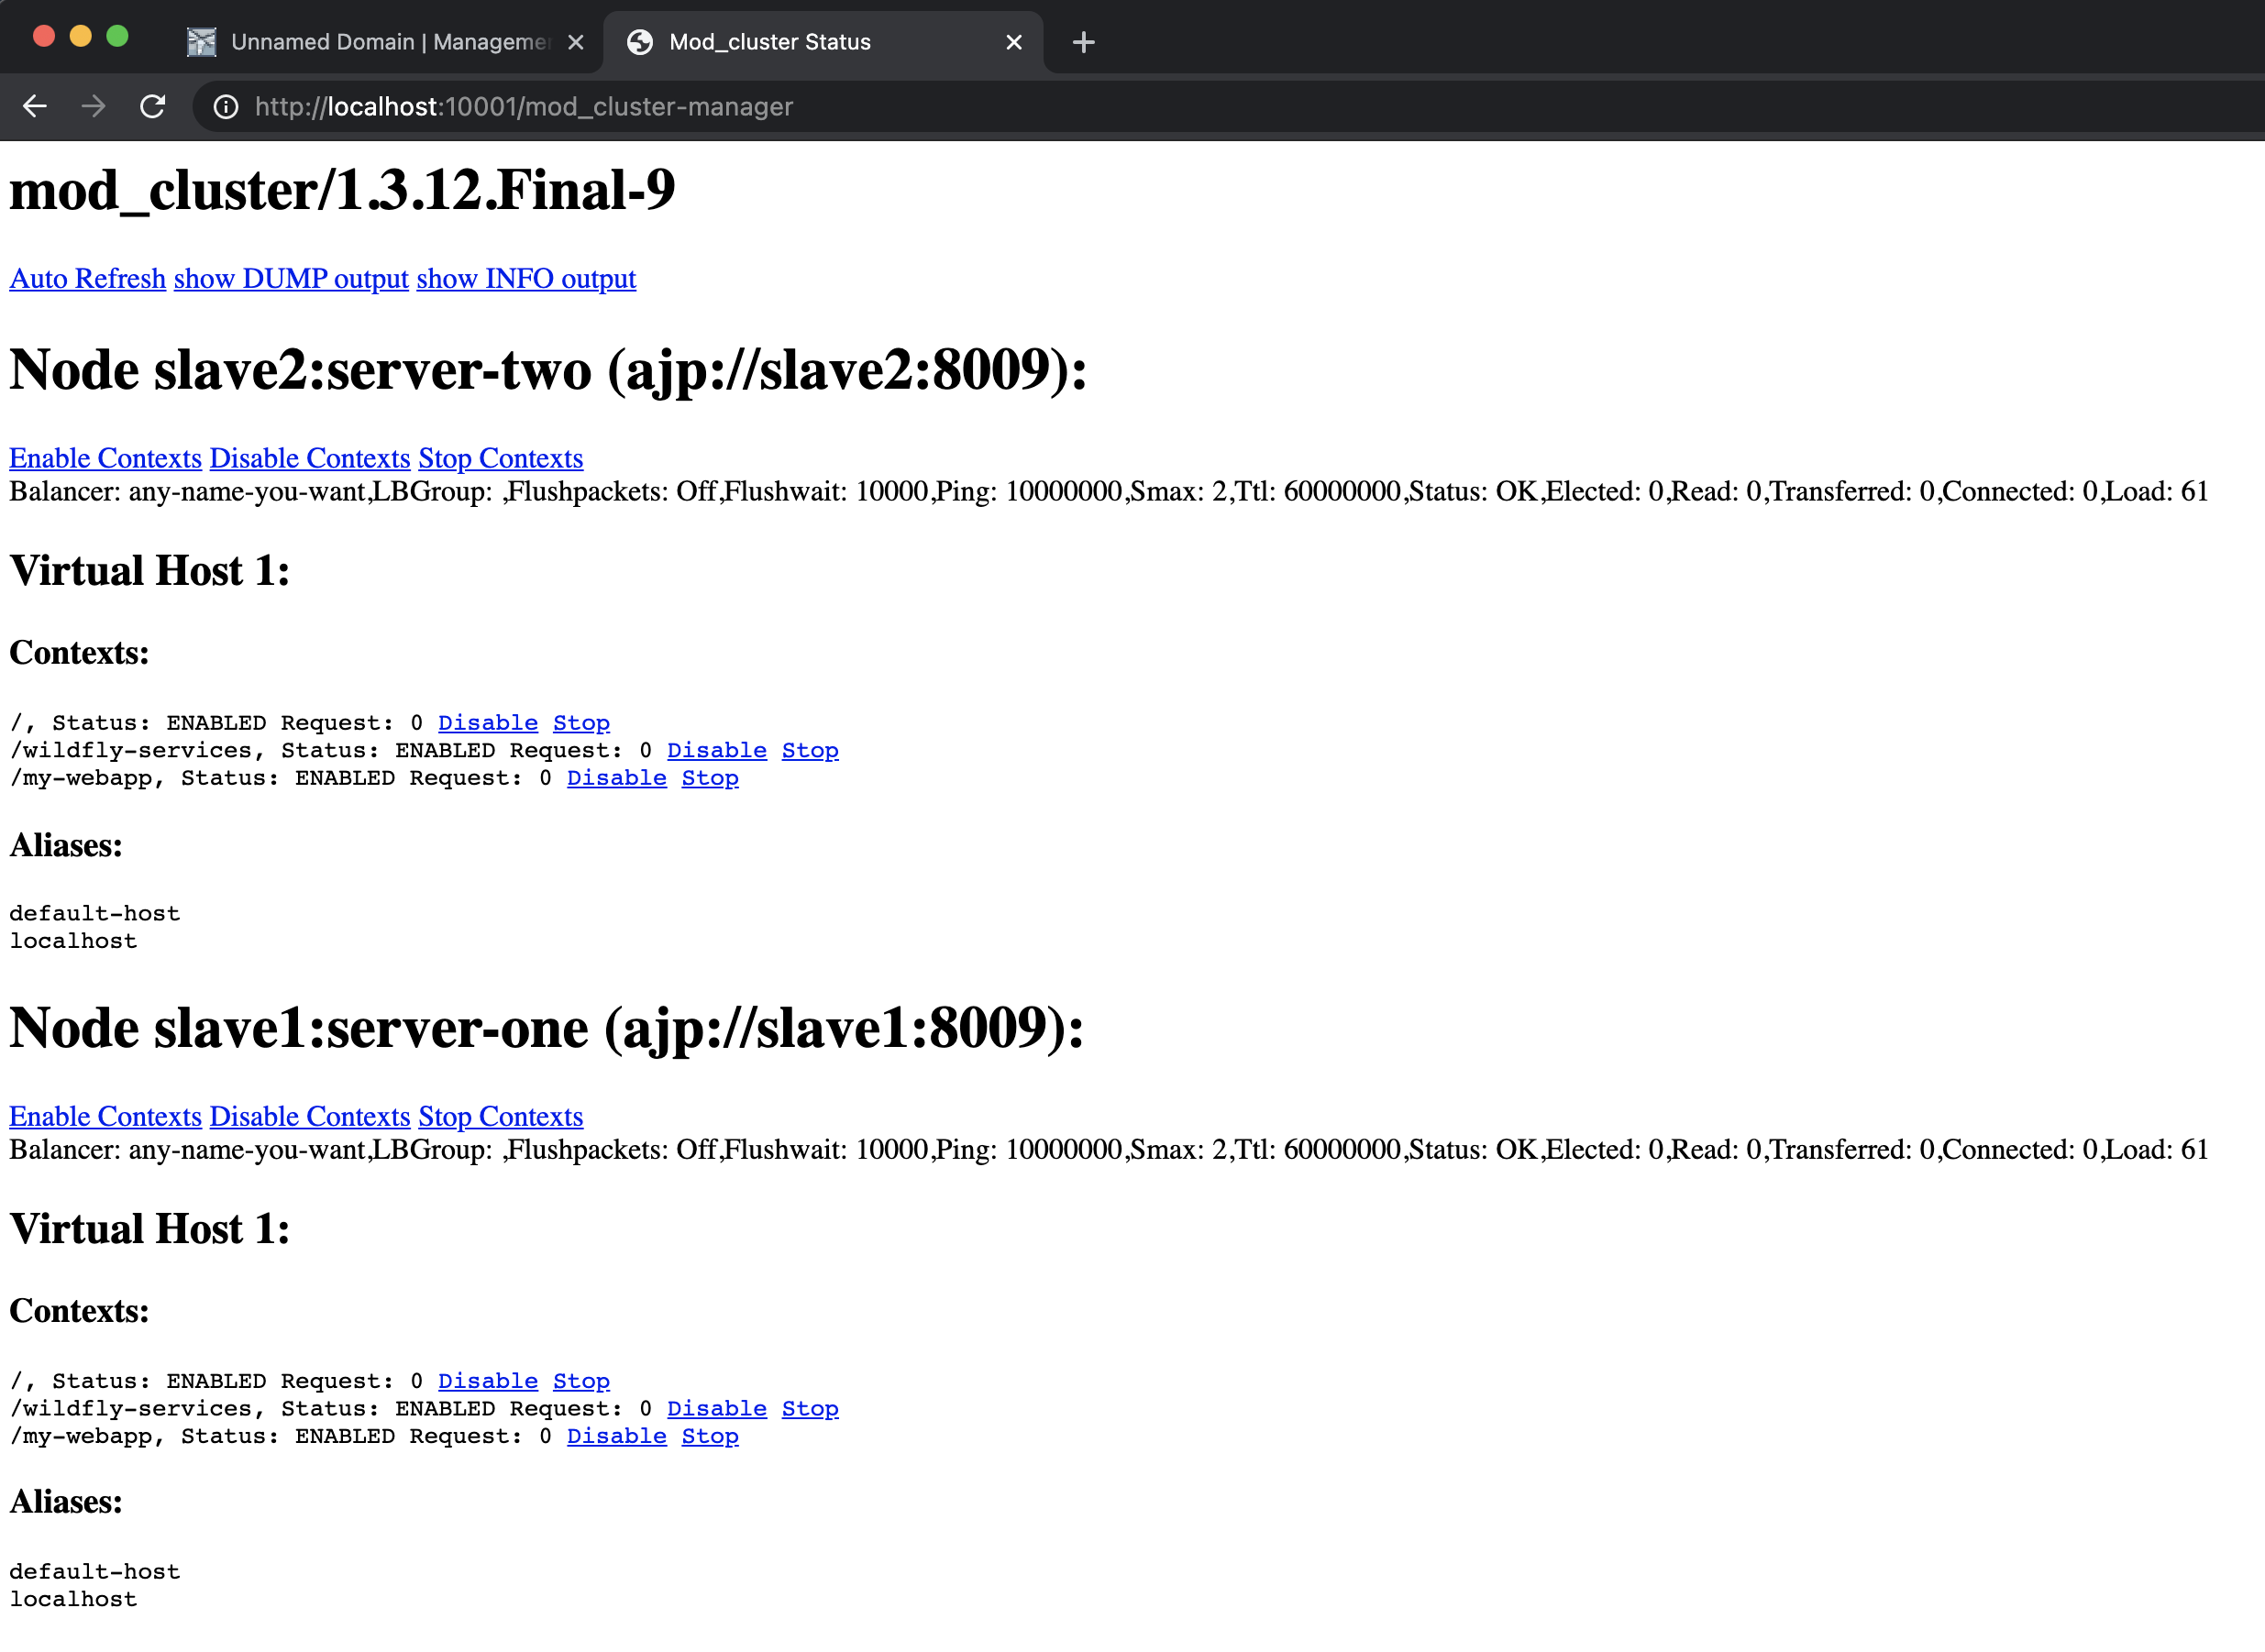 Unnamed Domain | Manageme
Mod_cluster Status
http://localhost:10001/mod_cluster-manager
mod_cluster/1.3.12.Final-9
Auto Refresh show DUMP output show INFO output
Node slave2:server-two (ajp://slave2:8009):
Enable Contexts Disable Contexts Stop Contexts
Balancer: any-name-you-want,LBGroup: ,Flushpackets: Off,Flushwait: 10000,Ping: 10000000,Smax: 2,Ttl: 60000000,Status: OK,Elected: 0,Read: 0,Transferred: 0,Connected: 0,Load: 61
Virtual Host 1:
Contexts:
/, Status: ENABLED Request: 0 Disable Stop
/wildfly-services, Status: ENABLED Request: 0 Disable Stop
/my-webapp, Status: ENABLED Request: 0 Disable Stop
Aliases:
default-host
localhost
Node slave1:server-one (ajp://slave1:8009):
Enable Contexts Disable Contexts Stop Contexts
Balancer: any-name-you-want,LBGroup: ,Flushpackets: Off,Flushwait: 10000,Ping: 10000000,Smax: 2,Ttl: 60000000,Status: OK,Elected: 0,Read: 0,Transferred: 0,Connected: 0,Load: 61
Virtual Host 1:
Contexts:
/, Status: ENABLED Request: 0 Disable Stop
/wildfly-services, Status: ENABLED Request: 0 Disable Stop
/my-webapp, Status: ENABLED Request: 0 Disable Stop
Aliases:
default-host
localhost